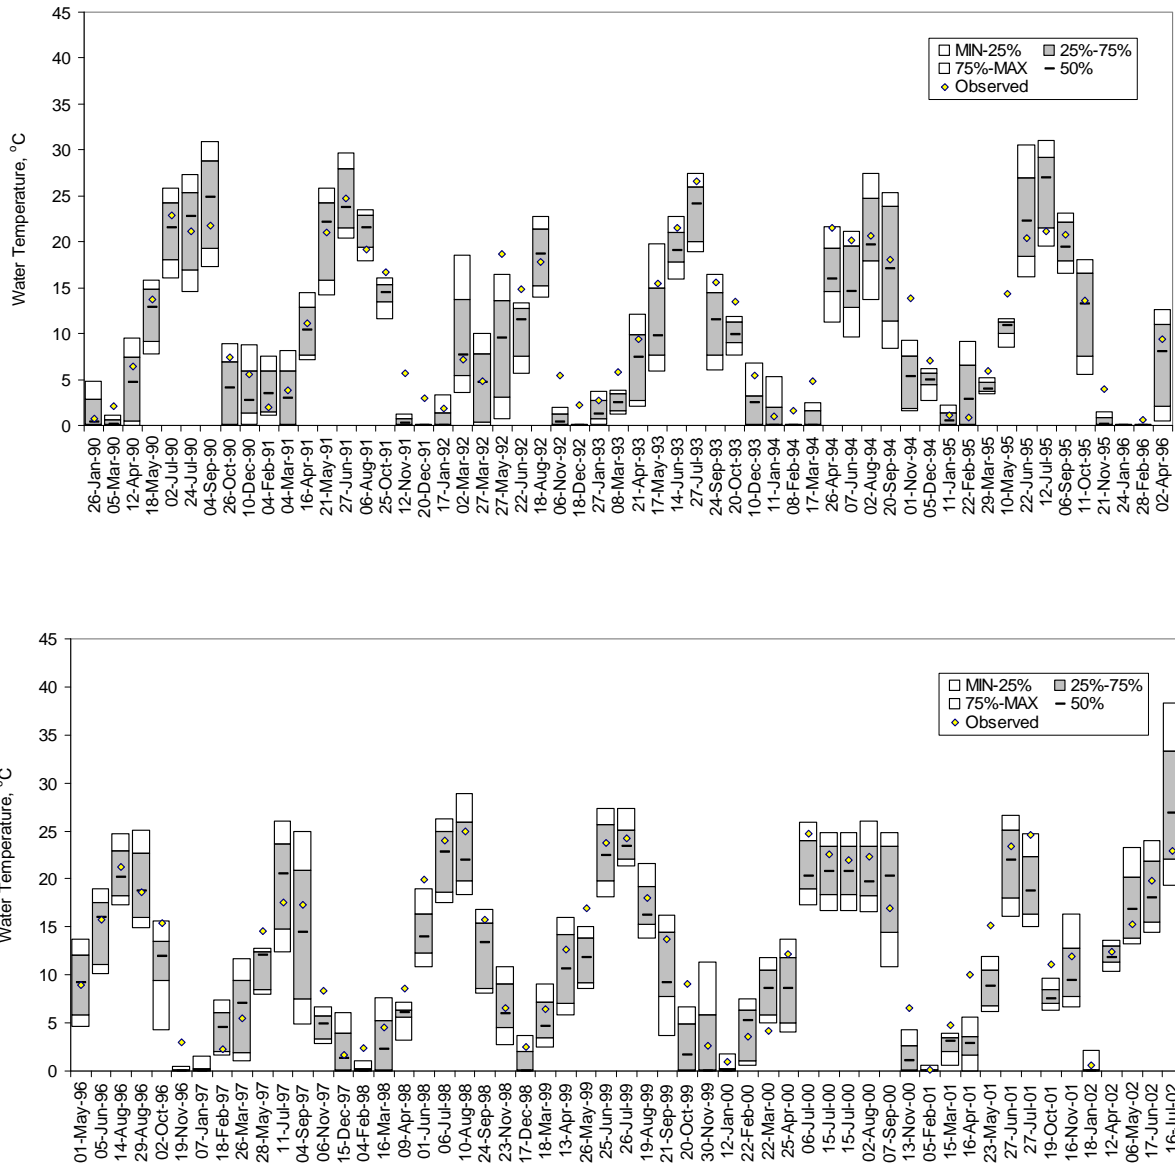 45
40
35
30
25
20
15
10
5
0
Water Temperature, °C
MIN-25% 25%-75%
75%-MAX 50%
Observed
26-Jan-90
05-Mar-90
12-Apr-90
18-May-90
02-Jul-90
24-Jul-90
04-Sep-90
26-Oct-90
10-Dec-90
04-Feb-91
04-Mar-91
16-Apr-91
21-May-91
27-Jun-91
06-Aug-91
25-Oct-91
12-Nov-91
20-Dec-91
17-Jan-92
02-Mar-92
27-Mar-92
27-May-92
22-Jun-92
18-Aug-92
06-Nov-92
18-Dec-92
27-Jan-93
08-Mar-93
21-Apr-93
17-May-93
14-Jun-93
27-Jul-93
24-Sep-93
20-Oct-93
10-Dec-93
11-Jan-94
08-Feb-94
17-Mar-94
26-Apr-94
07-Jun-94
02-Aug-94
20-Sep-94
01-Nov-94
05-Dec-94
11-Jan-95
22-Feb-95
29-Mar-95
10-May-95
22-Jun-95
12-Jul-95
06-Sep-95
11-Oct-95
21-Nov-95
24-Jan-96
28-Feb-96
02-Apr-96
45
40
35
30
25
20
15
10
5
0
Water Temperature, °C
MIN-25% 25%-75%
75%-MAX 50%
Observed
01-May-96
05-Jun-96
14-Aug-96
29-Aug-96
02-Oct-96
19-Nov-96
07-Jan-97
18-Feb-97
26-Mar-97
28-May-97
11-Jul-97
04-Sep-97
06-Nov-97
15-Dec-97
04-Feb-98
16-Mar-98
09-Apr-98
01-Jun-98
06-Jul-98
10-Aug-98
24-Sep-98
23-Nov-98
17-Dec-98
18-Mar-99
13-Apr-99
26-May-99
25-Jun-99
26-Jul-99
19-Aug-99
21-Sep-99
20-Oct-99
30-Nov-99
12-Jan-00
22-Feb-00
22-Mar-00
25-Apr-00
06-Jul-00
15-Jul-00
15-Jul-00
02-Aug-00
07-Sep-00
13-Nov-00
05-Feb-01
15-Mar-01
16-Apr-01
23-May-01
27-Jun-01
27-Jul-01
19-Oct-01
16-Nov-01
18-Jan-02
12-Apr-02
06-May-02
17-Jun-02
15-Jul-02